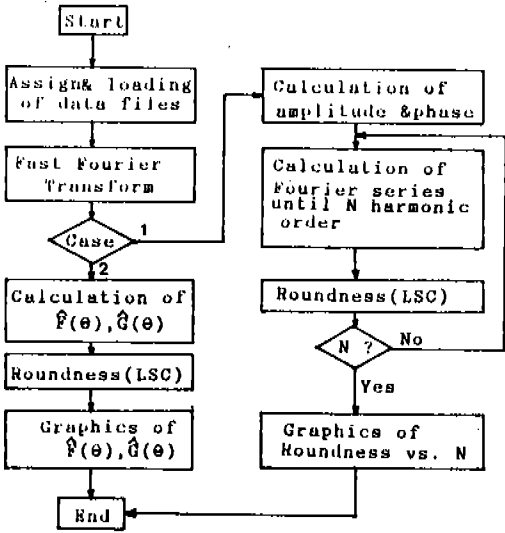 Start
Assign& loading
of data files
Fast Fourier
Transform
Case
1
2
Calculation of
F̂(θ),Ĝ(θ)
Roundness(LSC)
Graphics of
F̂(θ),Ĝ(θ)
End
Calculation of
amplitude &phase
Calculation of
Fourier series
until N harmonic
order
Roundness(LSC)
N ?
No
Yes
Graphics of
Roundness vs. N